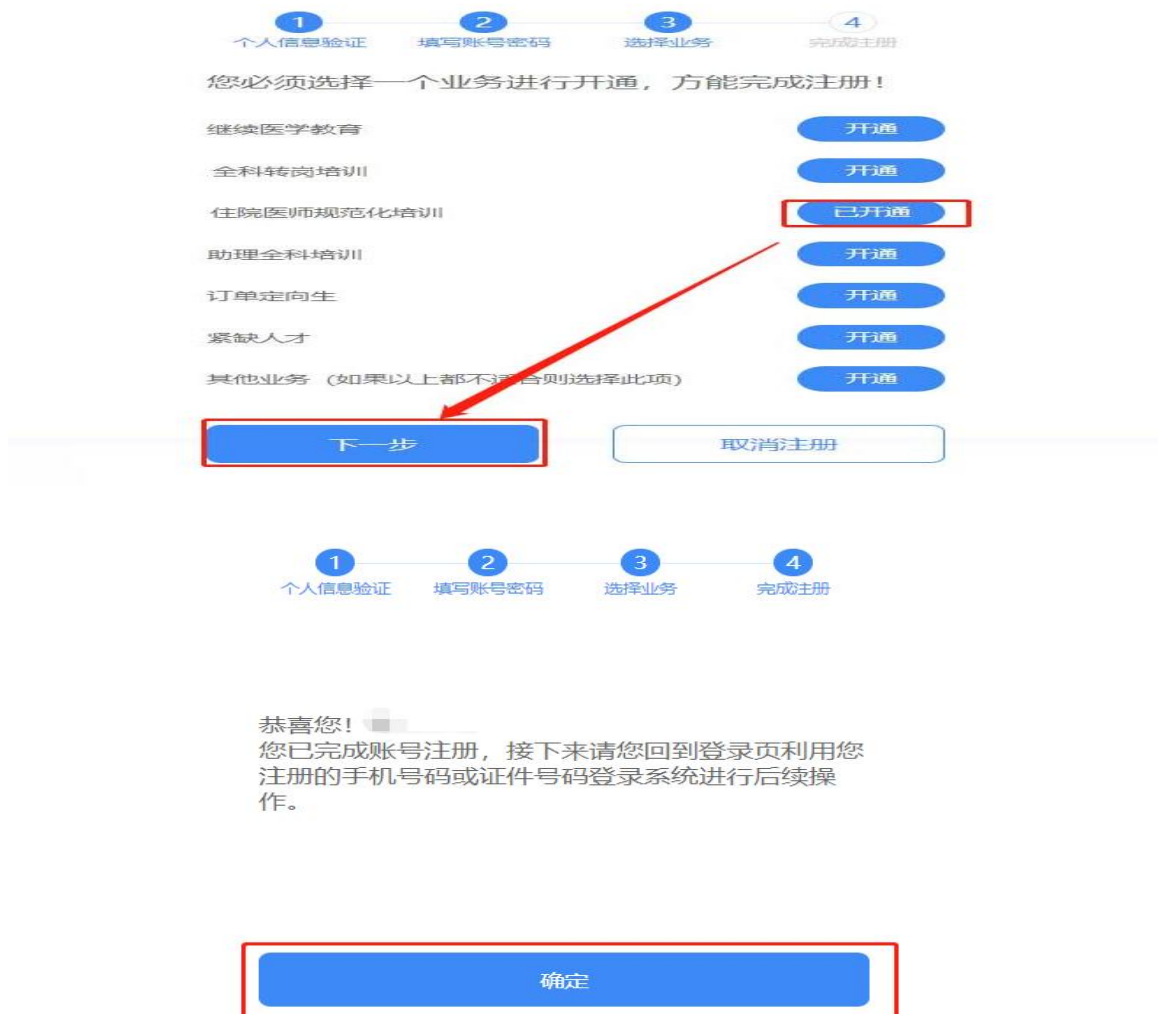 1 2 3 4
个人信息验证 填写账号密码 选择业务 完成注册
您必须选择一个业务进行开通，方能完成注册！
继续医学教育 开通
全科转岗培训 开通
住院医师规范化培训 已开通
助理全科培训 开通
订单定向生 开通
紧缺人才 开通
其他业务（如果以上都不适合则选择此项） 开通
下一步 取消注册
1 2 3 4
个人信息验证 填写账号密码 选择业务 完成注册
恭喜您！
您已完成账号注册，接下来请您回到登录页利用您
注册的手机号码或证件号码登录系统进行后续操
作。
确定